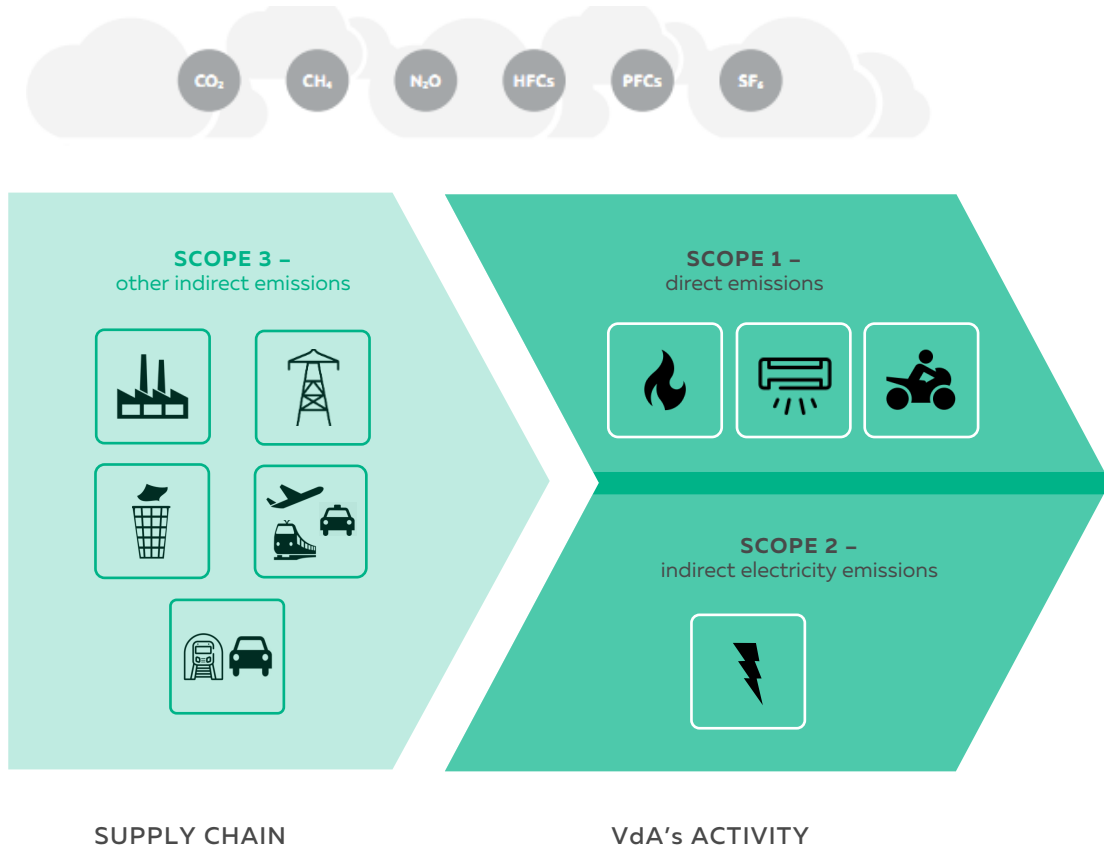 CO₂ CH₄ N₂O HFCs PFCs SF₆
SCOPE 3 –
other indirect emissions
SCOPE 1 –
direct emissions
SCOPE 2 –
indirect electricity emissions
SUPPLY CHAIN
VdA's ACTIVITY